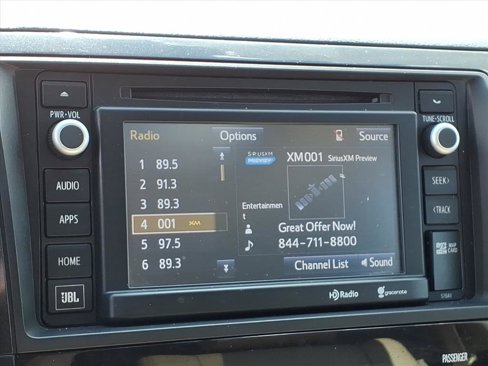 PWR•VOL
AUDIO
APPS
HOME
JBL
Radio
Options
Source
1 89.5
2 91.3
3 89.3
4 001 XM
5 97.5
6 89.3
SIRIUSXM
PREVIEW
XM001 SiriusXM Preview
Entertainmen
t
Great Offer Now!
844-711-8800
Channel List
Sound
HD Radio
gracenote
TUNE•SCROLL
SEEK>
<TRACK
MAP
CARD
PASSENGER